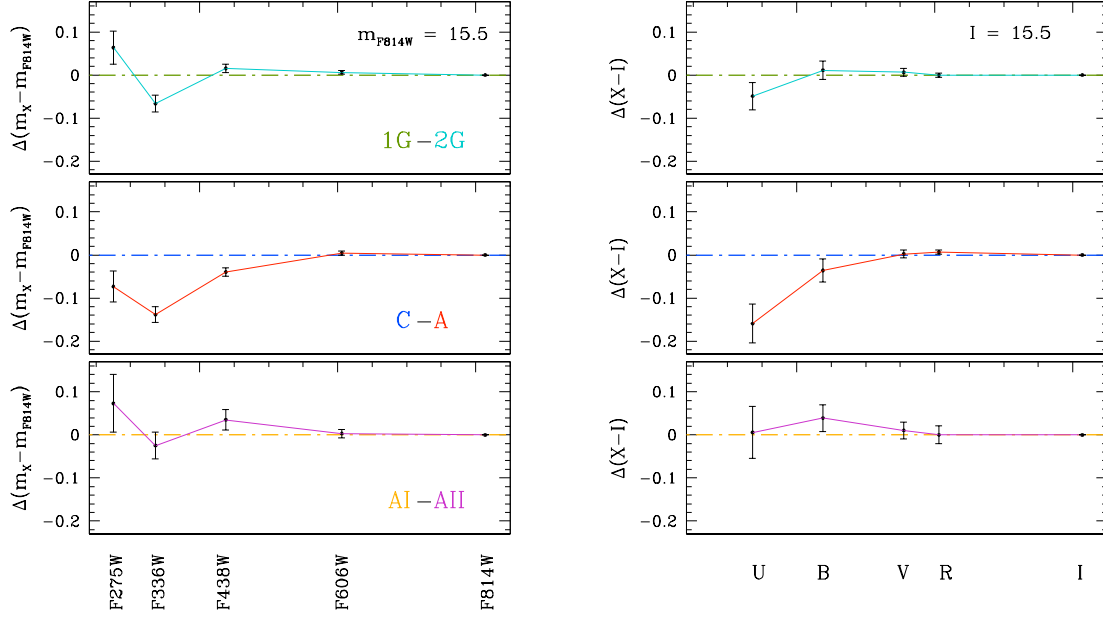 m_F814W = 15.5
Δ(m_X−m_F814W)
0.1
0
−0.1
−0.2
1G−2G
I = 15.5
Δ(X−I)
0.1
0
−0.1
−0.2
Δ(m_X−m_F814W)
0.1
0
−0.1
−0.2
C−A
Δ(X−I)
0.1
0
−0.1
−0.2
Δ(m_X−m_F814W)
0.1
0
−0.1
−0.2
AI−AII
Δ(X−I)
0.1
0
−0.1
−0.2
F275W
F336W
F438W
F606W
F814W
U B V R I